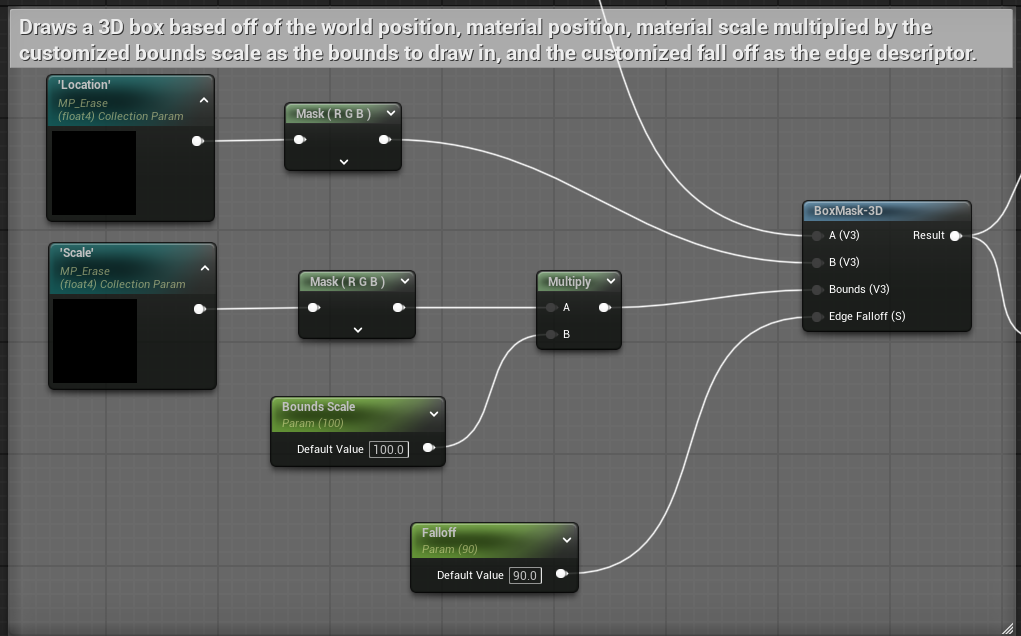 Draws a 3D box based off of the world position, material position, material scale multiplied by the
customized bounds scale as the bounds to draw in, and the customized fall off as the edge descriptor.
'Location'
MP_Erase
(float4) Collection Param
Mask ( R G B )
'Scale'
MP_Erase
(float4) Collection Param
Mask ( R G B )
Multiply
A
B
Bounds Scale
Param (100)
Default Value 100.0
Falloff
Param (90)
Default Value 90.0
BoxMask-3D
A (V3) Result
B (V3)
Bounds (V3)
Edge Falloff (S)